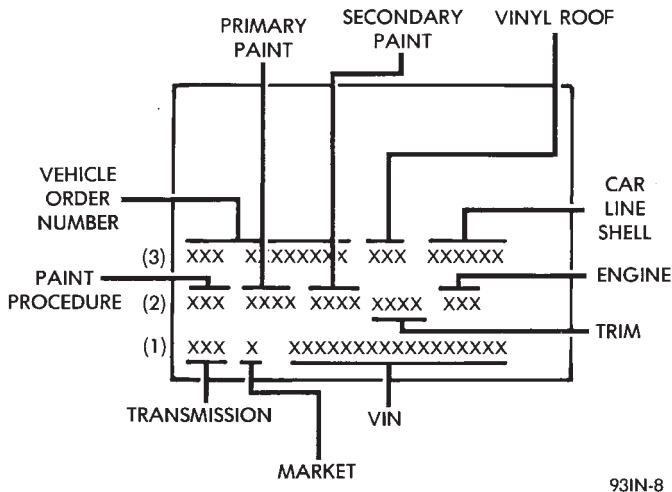 PRIMARY
PAINT
SECONDARY
PAINT
VINYL ROOF
VEHICLE
ORDER
NUMBER
CAR
LINE
SHELL
(3) XXX X XXXXXXX XXX XXXXXX
PAINT
PROCEDURE
ENGINE
(2) XXX XXXX XXXX XXXX XXX
TRIM
(1) XXX X XXXXXXXXXXXXXXXXX
TRANSMISSION
VIN
MARKET
93IN-8